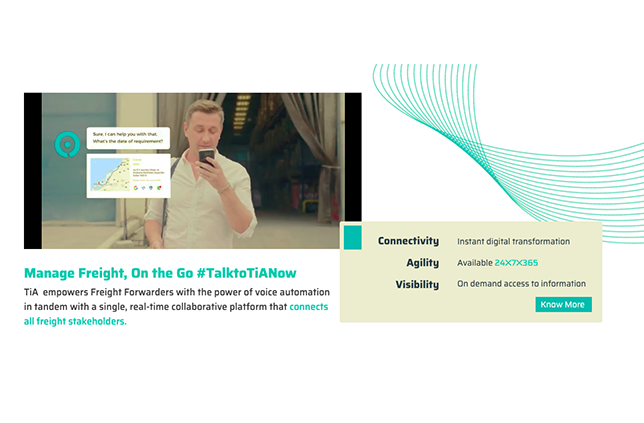 Sure. I can help you with that.
What's the date of requirement?
Manage Freight, On the Go #TalktoTiANow
TiA empowers Freight Forwarders with the power of voice automation
in tandem with a single, real-time collaborative platform that connects
all freight stakeholders.
Connectivity Instant digital transformation
Agility Available 24X7X365
Visibility On demand access to information
Know More